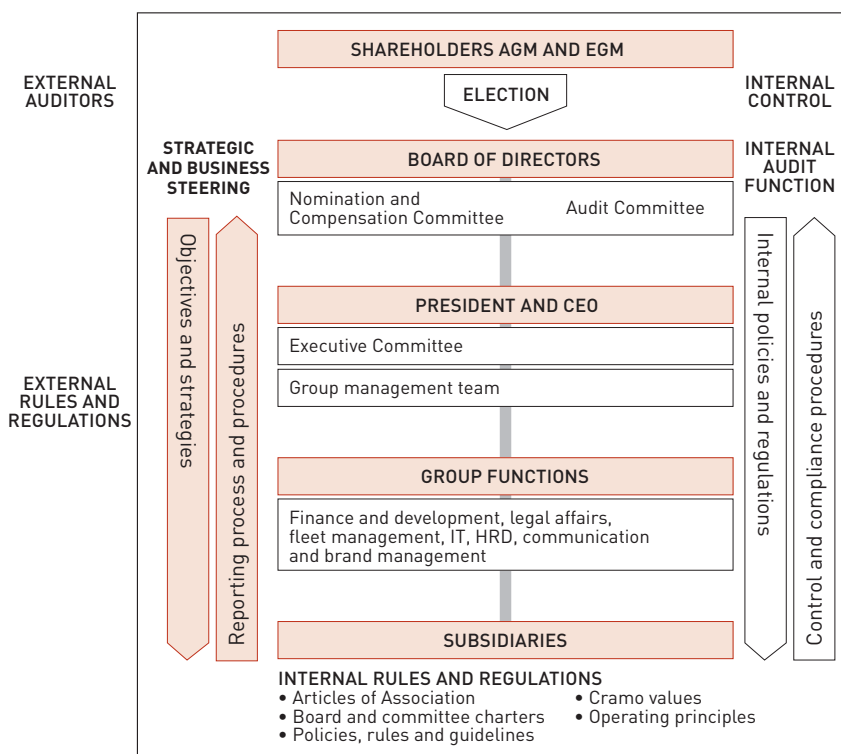 SHAREHOLDERS AGM AND EGM
EXTERNAL
AUDITORS
ELECTION
INTERNAL
CONTROL
STRATEGIC
AND BUSINESS
STEERING
BOARD OF DIRECTORS
INTERNAL
AUDIT
FUNCTION
Nomination and
Compensation Committee
Audit Committee
Objectives and strategies
Reporting process and procedures
PRESIDENT AND CEO
Executive Committee
Group management team
Internal policies and regulations
Control and compliance procedures
EXTERNAL
RULES AND
REGULATIONS
GROUP FUNCTIONS
Finance and development, legal affairs,
fleet management, IT, HRD, communication
and brand management
SUBSIDIARIES
INTERNAL RULES AND REGULATIONS
• Articles of Association
• Board and committee charters
• Policies, rules and guidelines
• Cramo values
• Operating principles